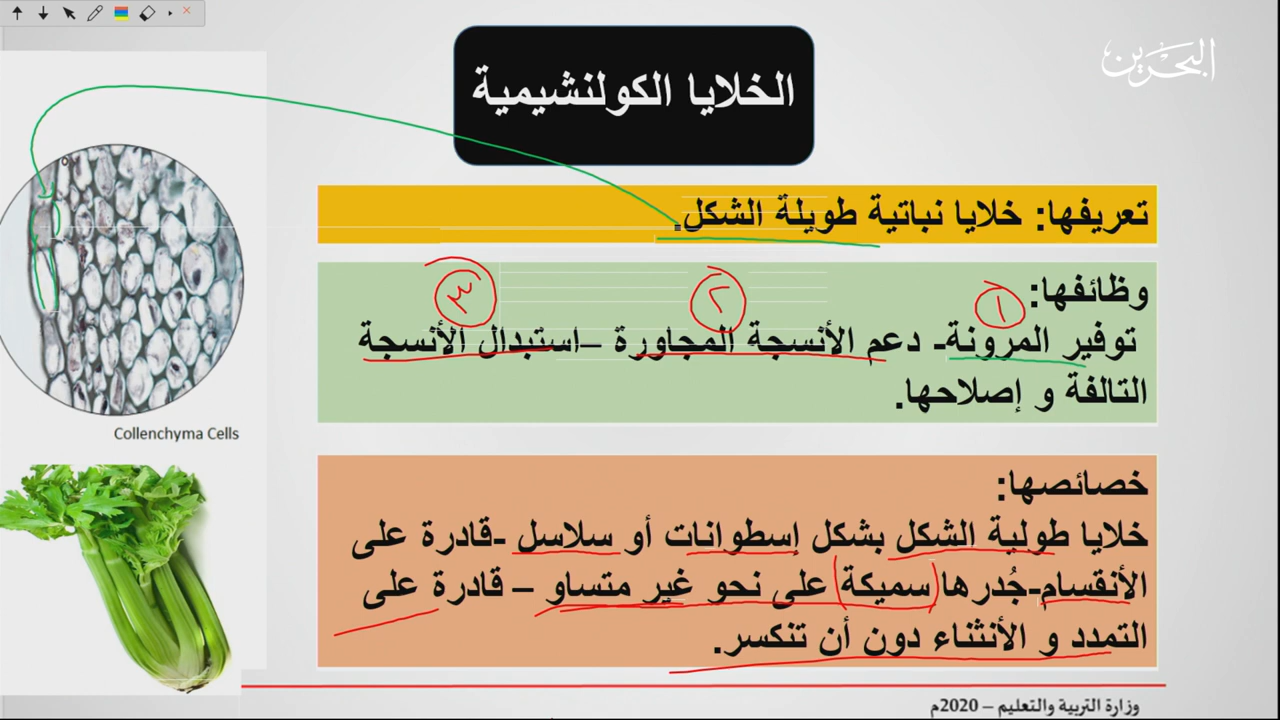 البحرين
الخلايا الكولنشيمية
تعريفها: خلايا نباتية طويلة الشكل.
وظائفها:
١ ٢ ٣
توفير المرونة- دعم الأنسجة المجاورة –استبدال الأنسجة
التالفة و إصلاحها.
خصائصها:
خلايا طولية الشكل بشكل إسطوانات أو سلاسل -قادرة على
الأنقسام-جُدرها سميكة على نحو غير متساو – قادرة على
التمدد و الأنثناء دون أن تنكسر.
Collenchyma Cells
وزارة التربية والتعليم – 2020م